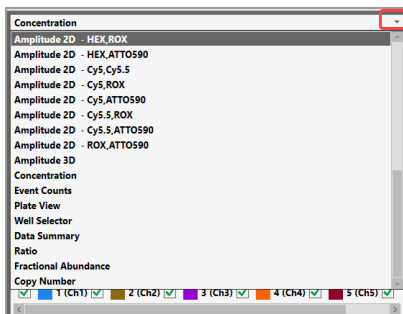 Concentration
Amplitude 2D - HEX,ROX
Amplitude 2D - HEX,ATTO590
Amplitude 2D - Cy5,Cy5.5
Amplitude 2D - Cy5,ROX
Amplitude 2D - Cy5,ATTO590
Amplitude 2D - Cy5.5,ROX
Amplitude 2D - Cy5.5,ATTO590
Amplitude 2D - ROX,ATTO590
Amplitude 3D
Concentration
Event Counts
Plate View
Well Selector
Data Summary
Ratio
Fractional Abundance
Copy Number
1 (Ch1) 2 (Ch2) 3 (Ch3) 4 (Ch4) 5 (Ch5)